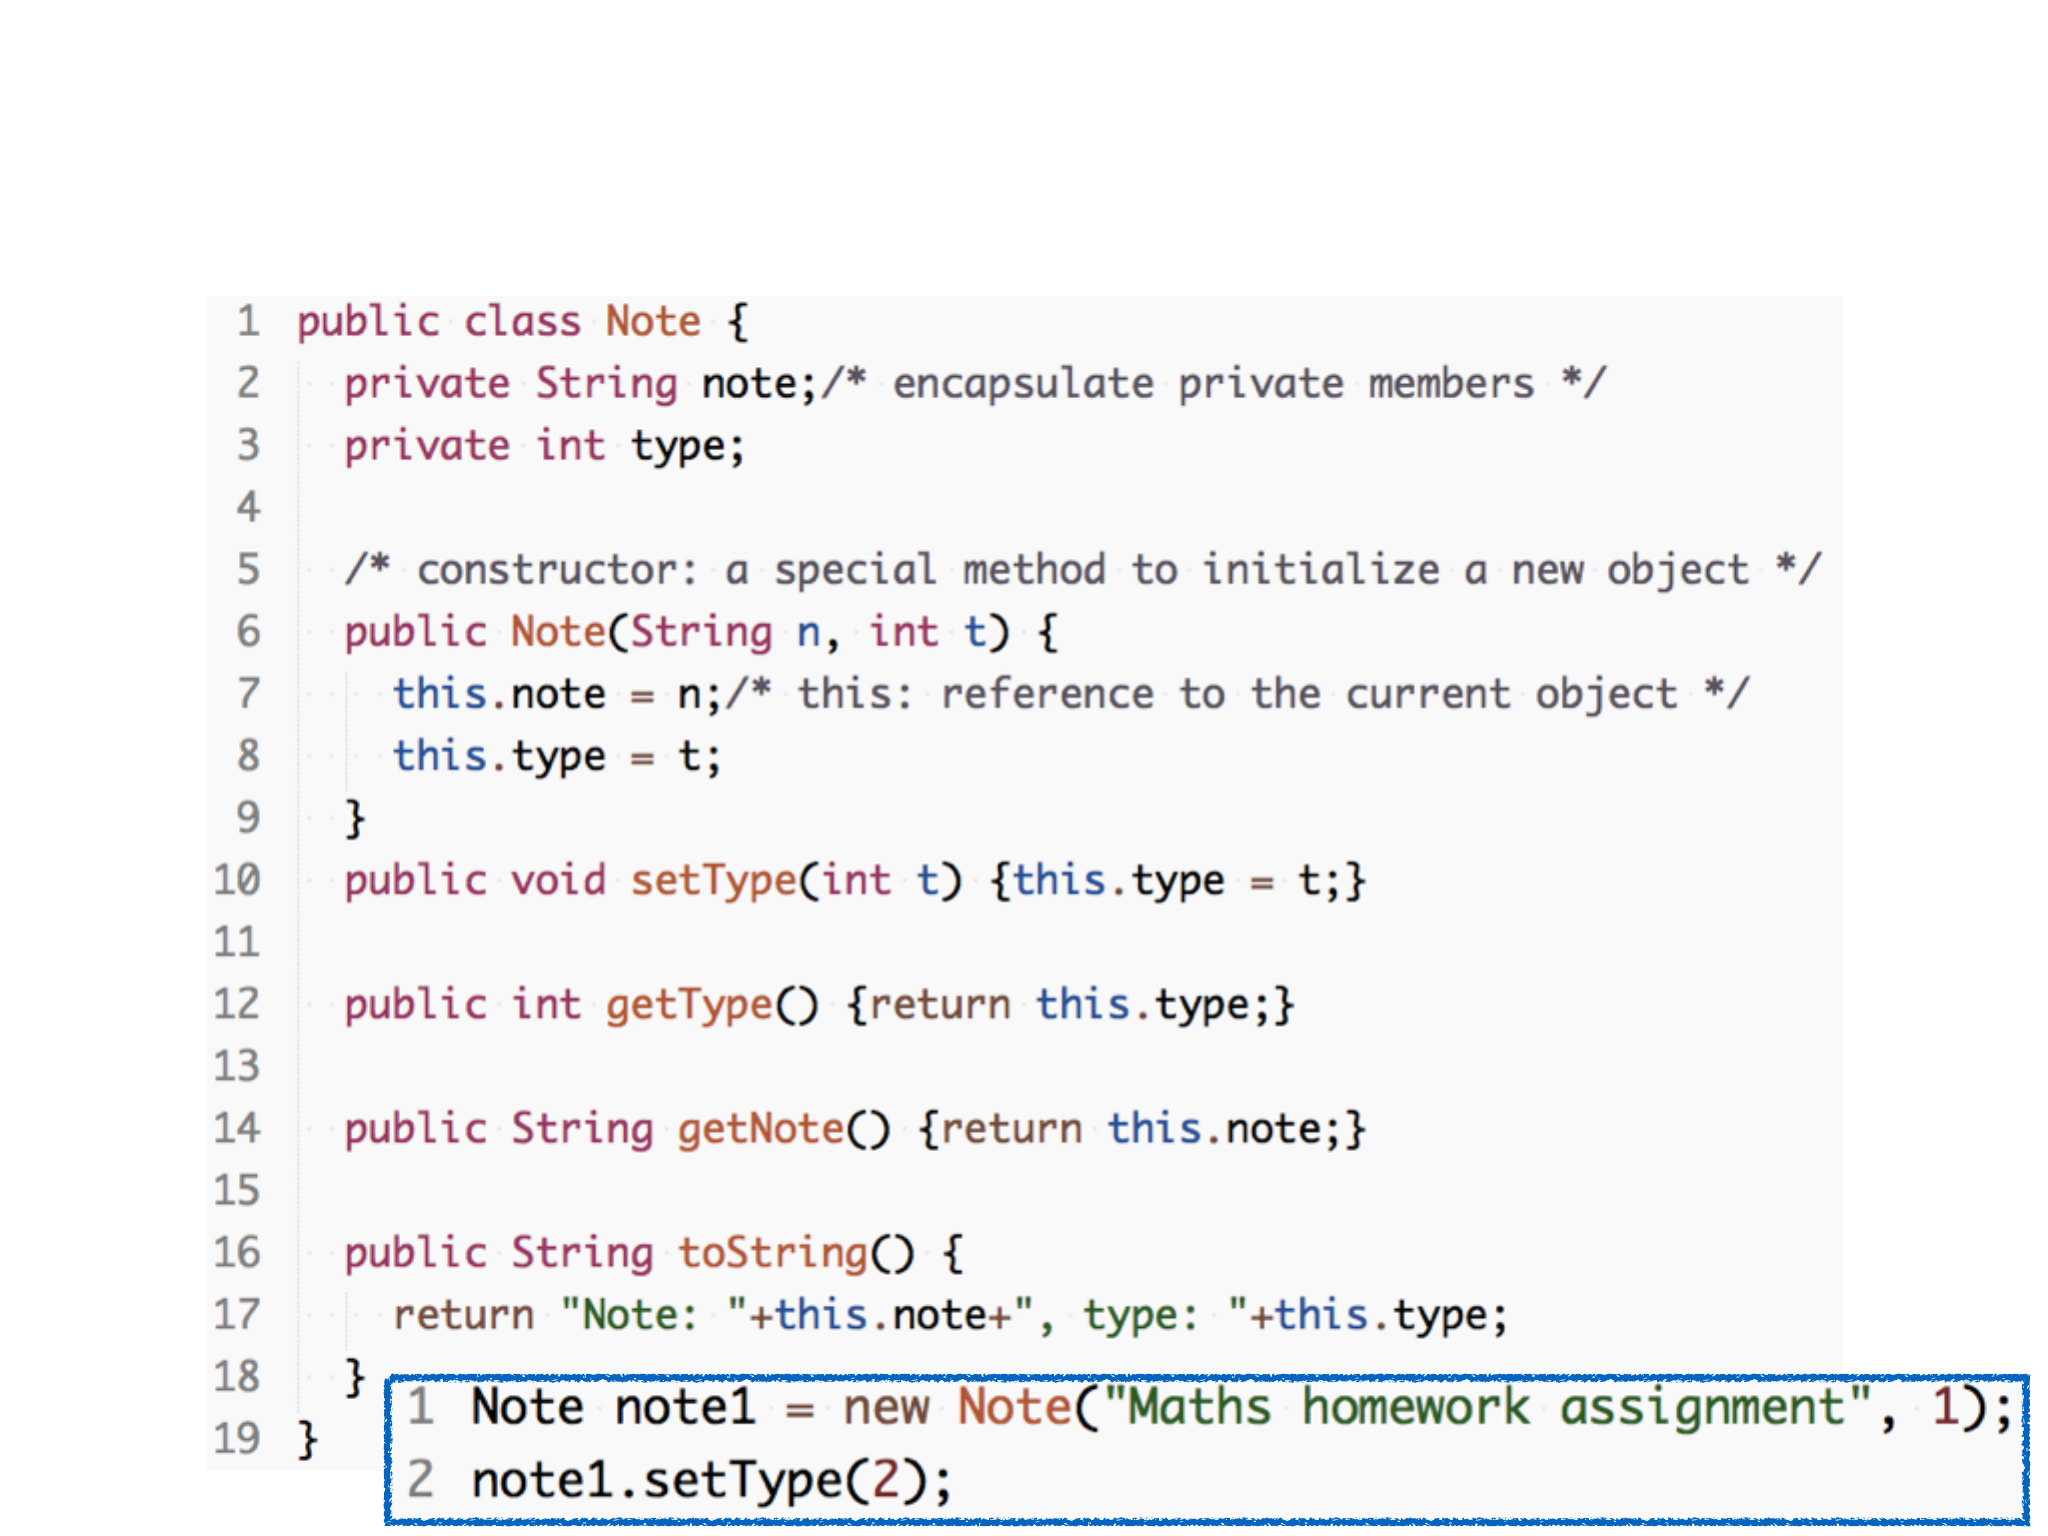 1 public class Note {
2 private String note;/* encapsulate private members */
3 private int type;
4
5 /* constructor: a special method to initialize a new object */
6 public Note(String n, int t) {
7 this.note = n;/* this: reference to the current object */
8 this.type = t;
9 }
10 public void setType(int t) {this.type = t;}
11
12 public int getType() {return this.type;}
13
14 public String getNote() {return this.note;}
15
16 public String toString() {
17 return "Note: "+this.note+", type: "+this.type;
18 }
19 }
1 Note note1 = new Note("Maths homework assignment", 1);
2 note1.setType(2);